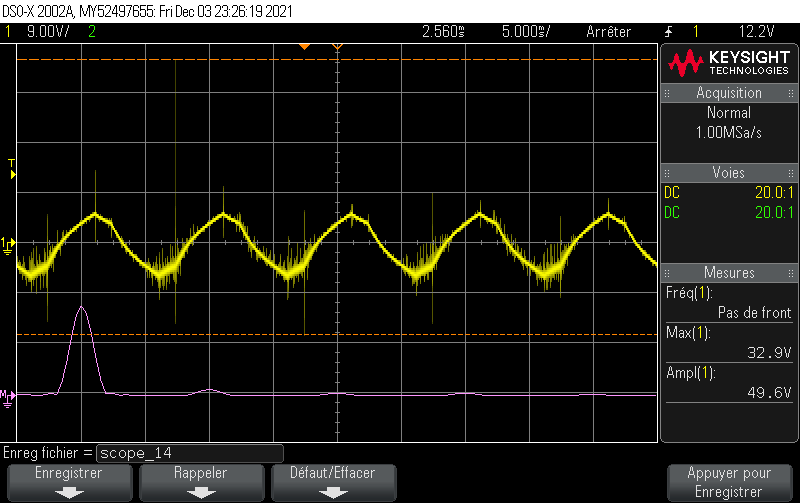 DSO-X 2002A, MY52497655: Fri Dec 03 23:26:19 2021
1 9.00V/ 2 2.560s 5.000s/ Arrêter 1 12.2V
KEYSIGHT
TECHNOLOGIES
Acquisition
Normal
1.00MSa/s
Voies
DC 20.0:1
DC 20.0:1
Mesures
Fréq(1):
Pas de front
Max(1):
32.9V
Ampl(1):
49.6V
T
1
M
Enreg fichier = scope_14
Enregistrer
Rappeler
Défaut/Effacer
Appuyer pour
Enregistrer